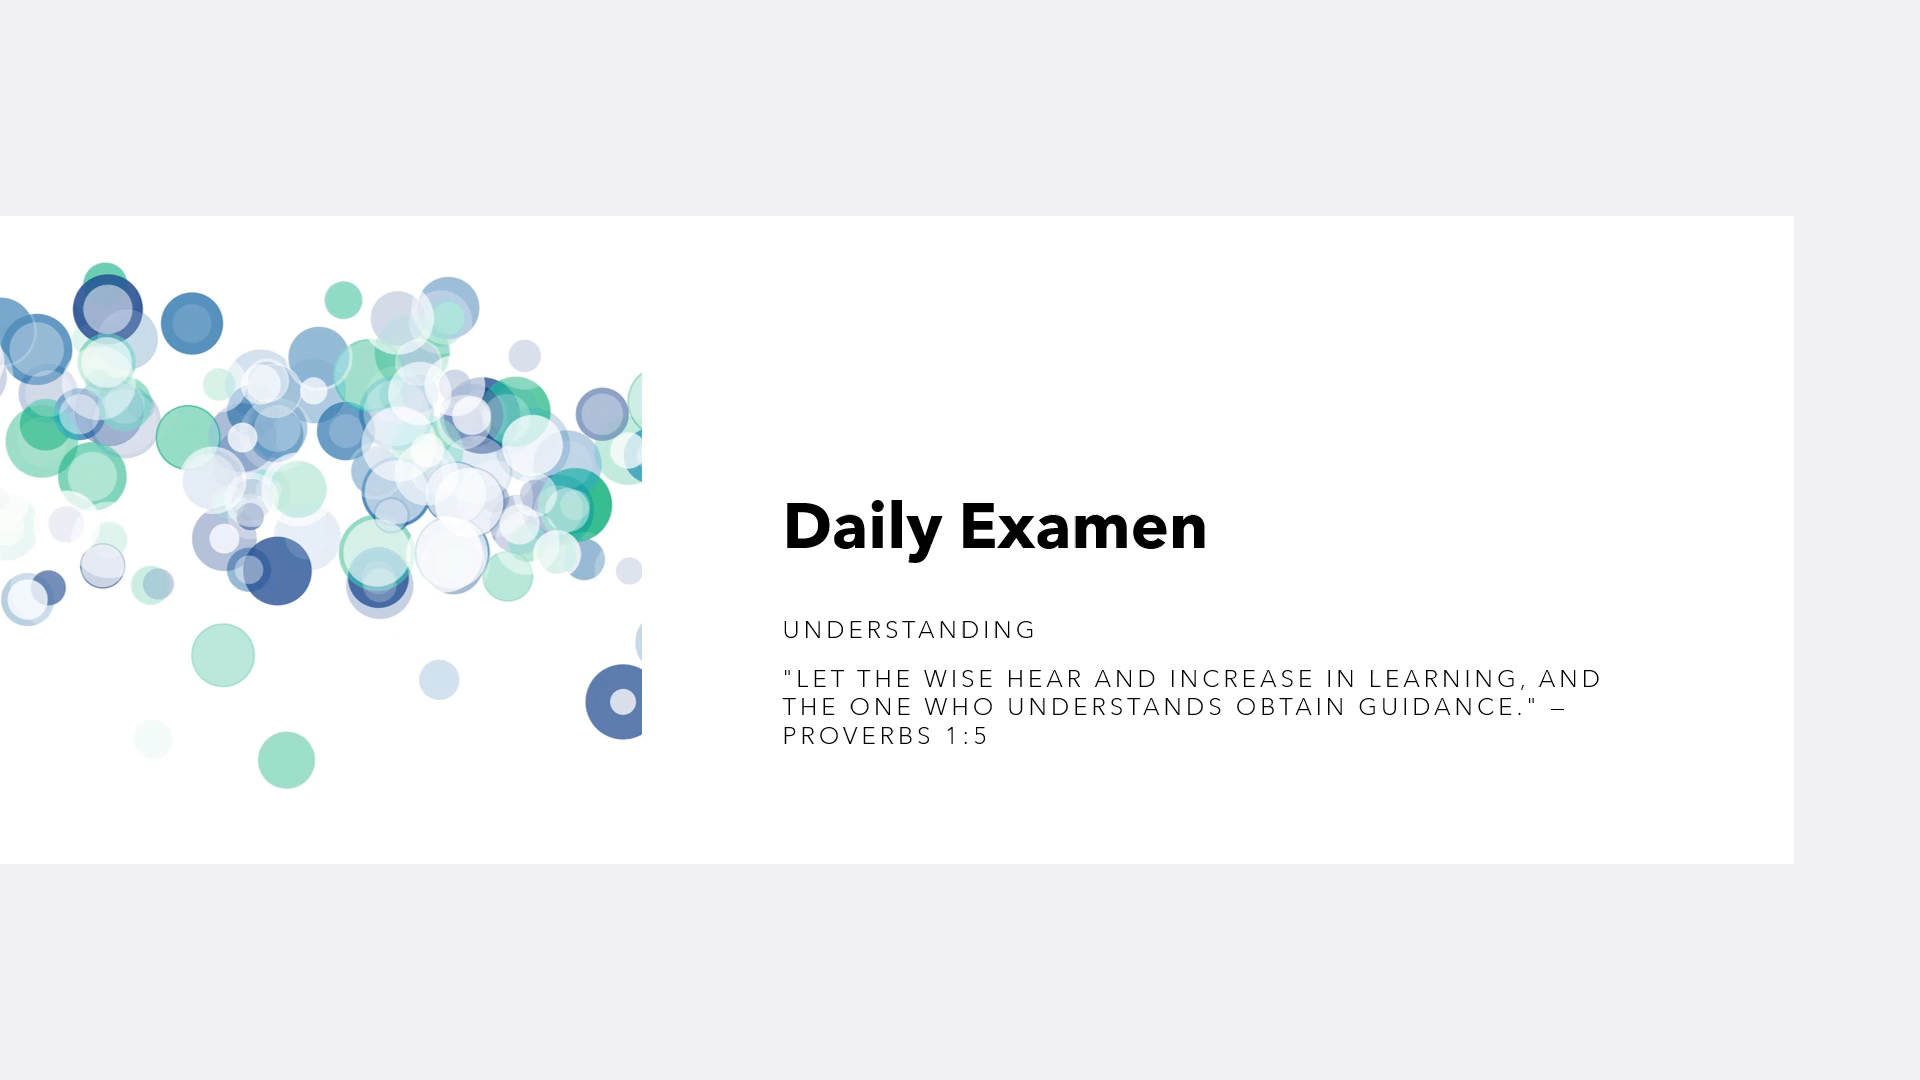 Daily Examen
UNDERSTANDING
"LET THE WISE HEAR AND INCREASE IN LEARNING, AND
THE ONE WHO UNDERSTANDS OBTAIN GUIDANCE." –
PROVERBS 1:5